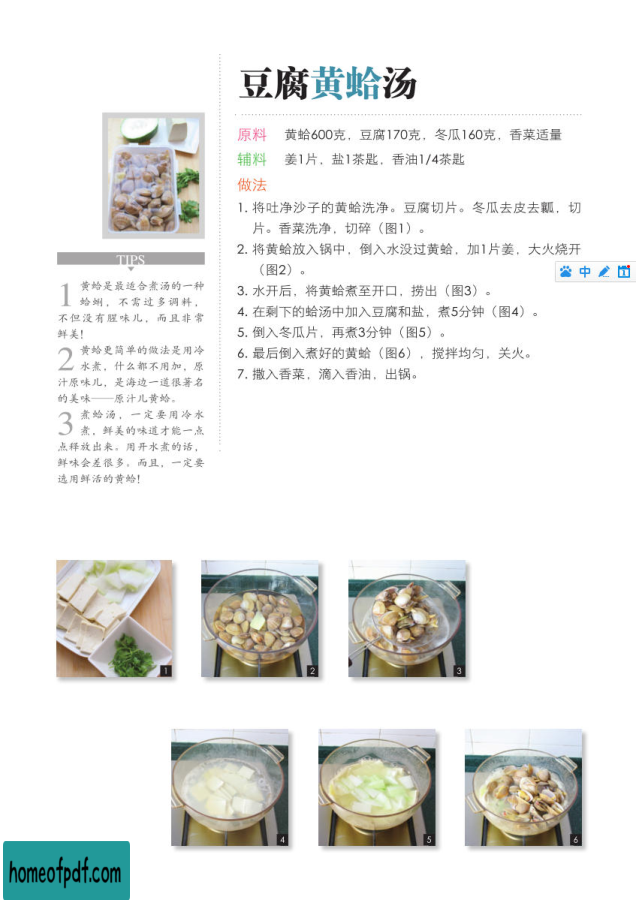 豆腐黄蛤汤
原料 黄蛤600克，豆腐170克，冬瓜160克，香菜适量
辅料 姜1片，盐1茶匙，香油1/4茶匙
做法
1. 将吐净沙子的黄蛤洗净。豆腐切片。冬瓜去皮去瓤，切
片。香菜洗净，切碎（图1）。
2. 将黄蛤放入锅中，倒入水没过黄蛤，加1片姜，大火烧开
（图2）。
3. 水开后，将黄蛤煮至开口，捞出（图3）。
4. 在剩下的蛤汤中加入豆腐和盐，煮5分钟（图4）。
5. 倒入冬瓜片，再煮3分钟（图5）。
6. 最后倒入煮好的黄蛤（图6），搅拌均匀，关火。
7. 撒入香菜，滴入香油，出锅。
TIPS
1 黄蛤是最适合煮汤的一种
蛤蜊，不需过多调料，
不但没有腥味儿，而且非常
鲜美!
2 黄蛤更简单的做法是用冷
水煮，什么都不用加，原
汁原味儿，是海边一道很著名
的美味——原汁儿黄蛤。
3 煮蛤汤，一定要用冷水
煮，鲜美的味道才能一点
点释放出来。用开水煮的话，
鲜味会差很多。而且，一定要
选用鲜活的黄蛤!
中
1
2
3
4
5
6
homeofpdf.com